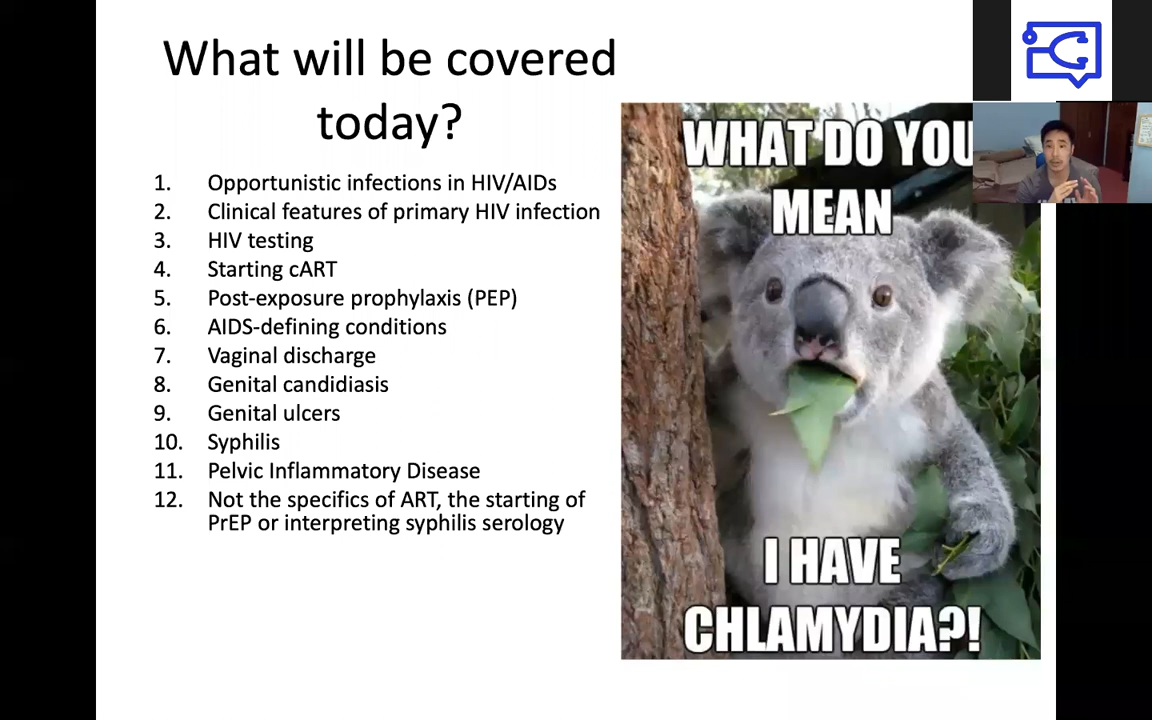 What will be covered
today?
1. Opportunistic infections in HIV/AIDs
2. Clinical features of primary HIV infection
3. HIV testing
4. Starting cART
5. Post-exposure prophylaxis (PEP)
6. AIDS-defining conditions
7. Vaginal discharge
8. Genital candidiasis
9. Genital ulcers
10. Syphilis
11. Pelvic Inflammatory Disease
12. Not the specifics of ART, the starting of
PrEP or interpreting syphilis serology
WHAT DO YOU
MEAN
I HAVE
CHLAMYDIA?!